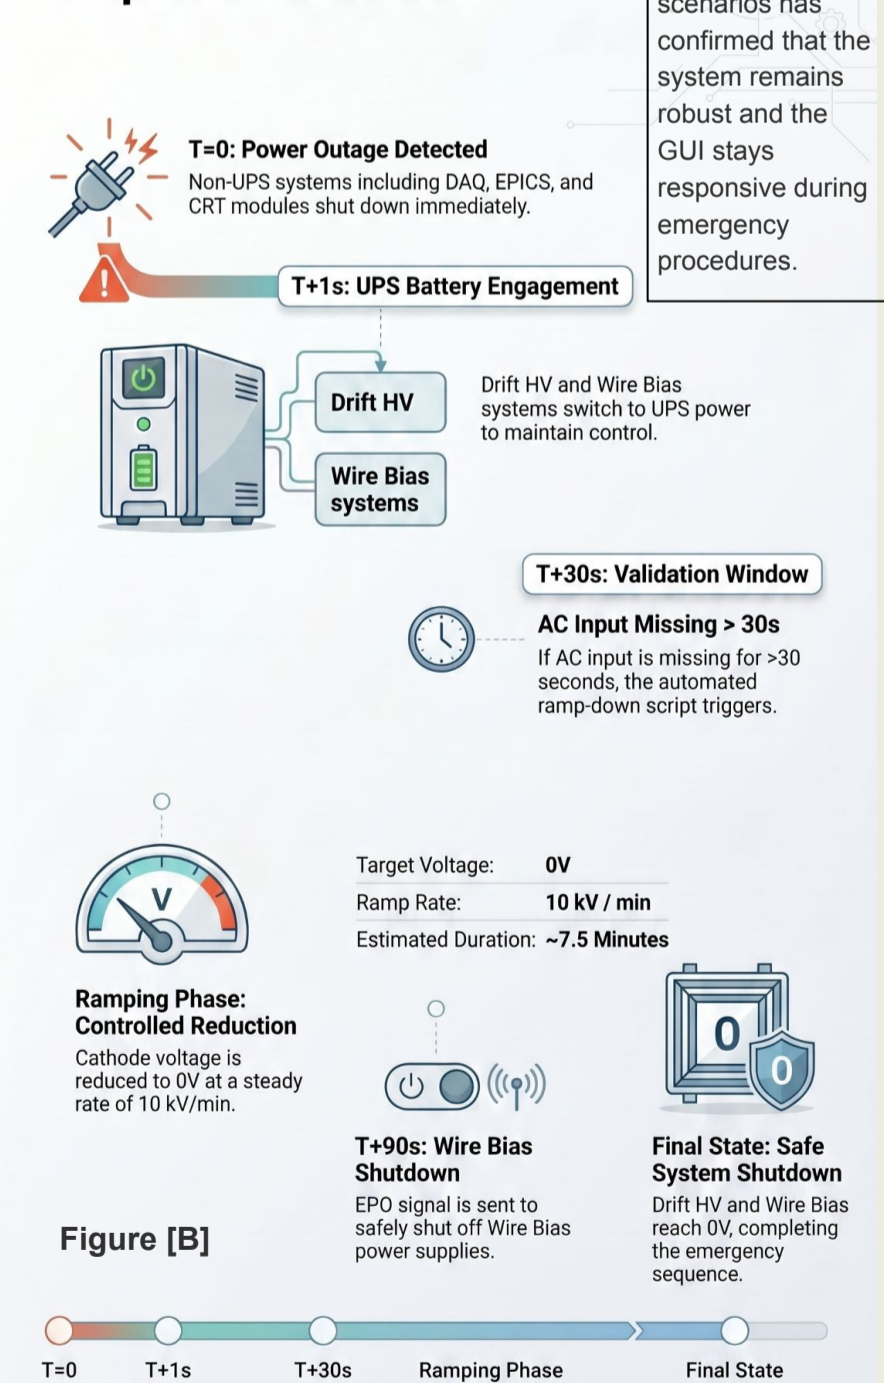 scenarios has
confirmed that the
system remains
robust and the
GUI stays
responsive during
emergency
procedures.
T=0: Power Outage Detected
Non-UPS systems including DAQ, EPICS, and
CRT modules shut down immediately.
T+1s: UPS Battery Engagement
Drift HV
Wire Bias
systems
Drift HV and Wire Bias
systems switch to UPS power
to maintain control.
T+30s: Validation Window
AC Input Missing > 30s
If AC input is missing for >30
seconds, the automated
ramp-down script triggers.
V
Target Voltage: 0V
Ramp Rate: 10 kV / min
Estimated Duration: ~7.5 Minutes
Ramping Phase:
Controlled Reduction
Cathode voltage is
reduced to 0V at a steady
rate of 10 kV/min.
T+90s: Wire Bias
Shutdown
EPO signal is sent to
safely shut off Wire Bias
power supplies.
0
0
Final State: Safe
System Shutdown
Drift HV and Wire Bias
reach 0V, completing
the emergency
sequence.
Figure [B]
T=0 T+1s T+30s Ramping Phase Final State